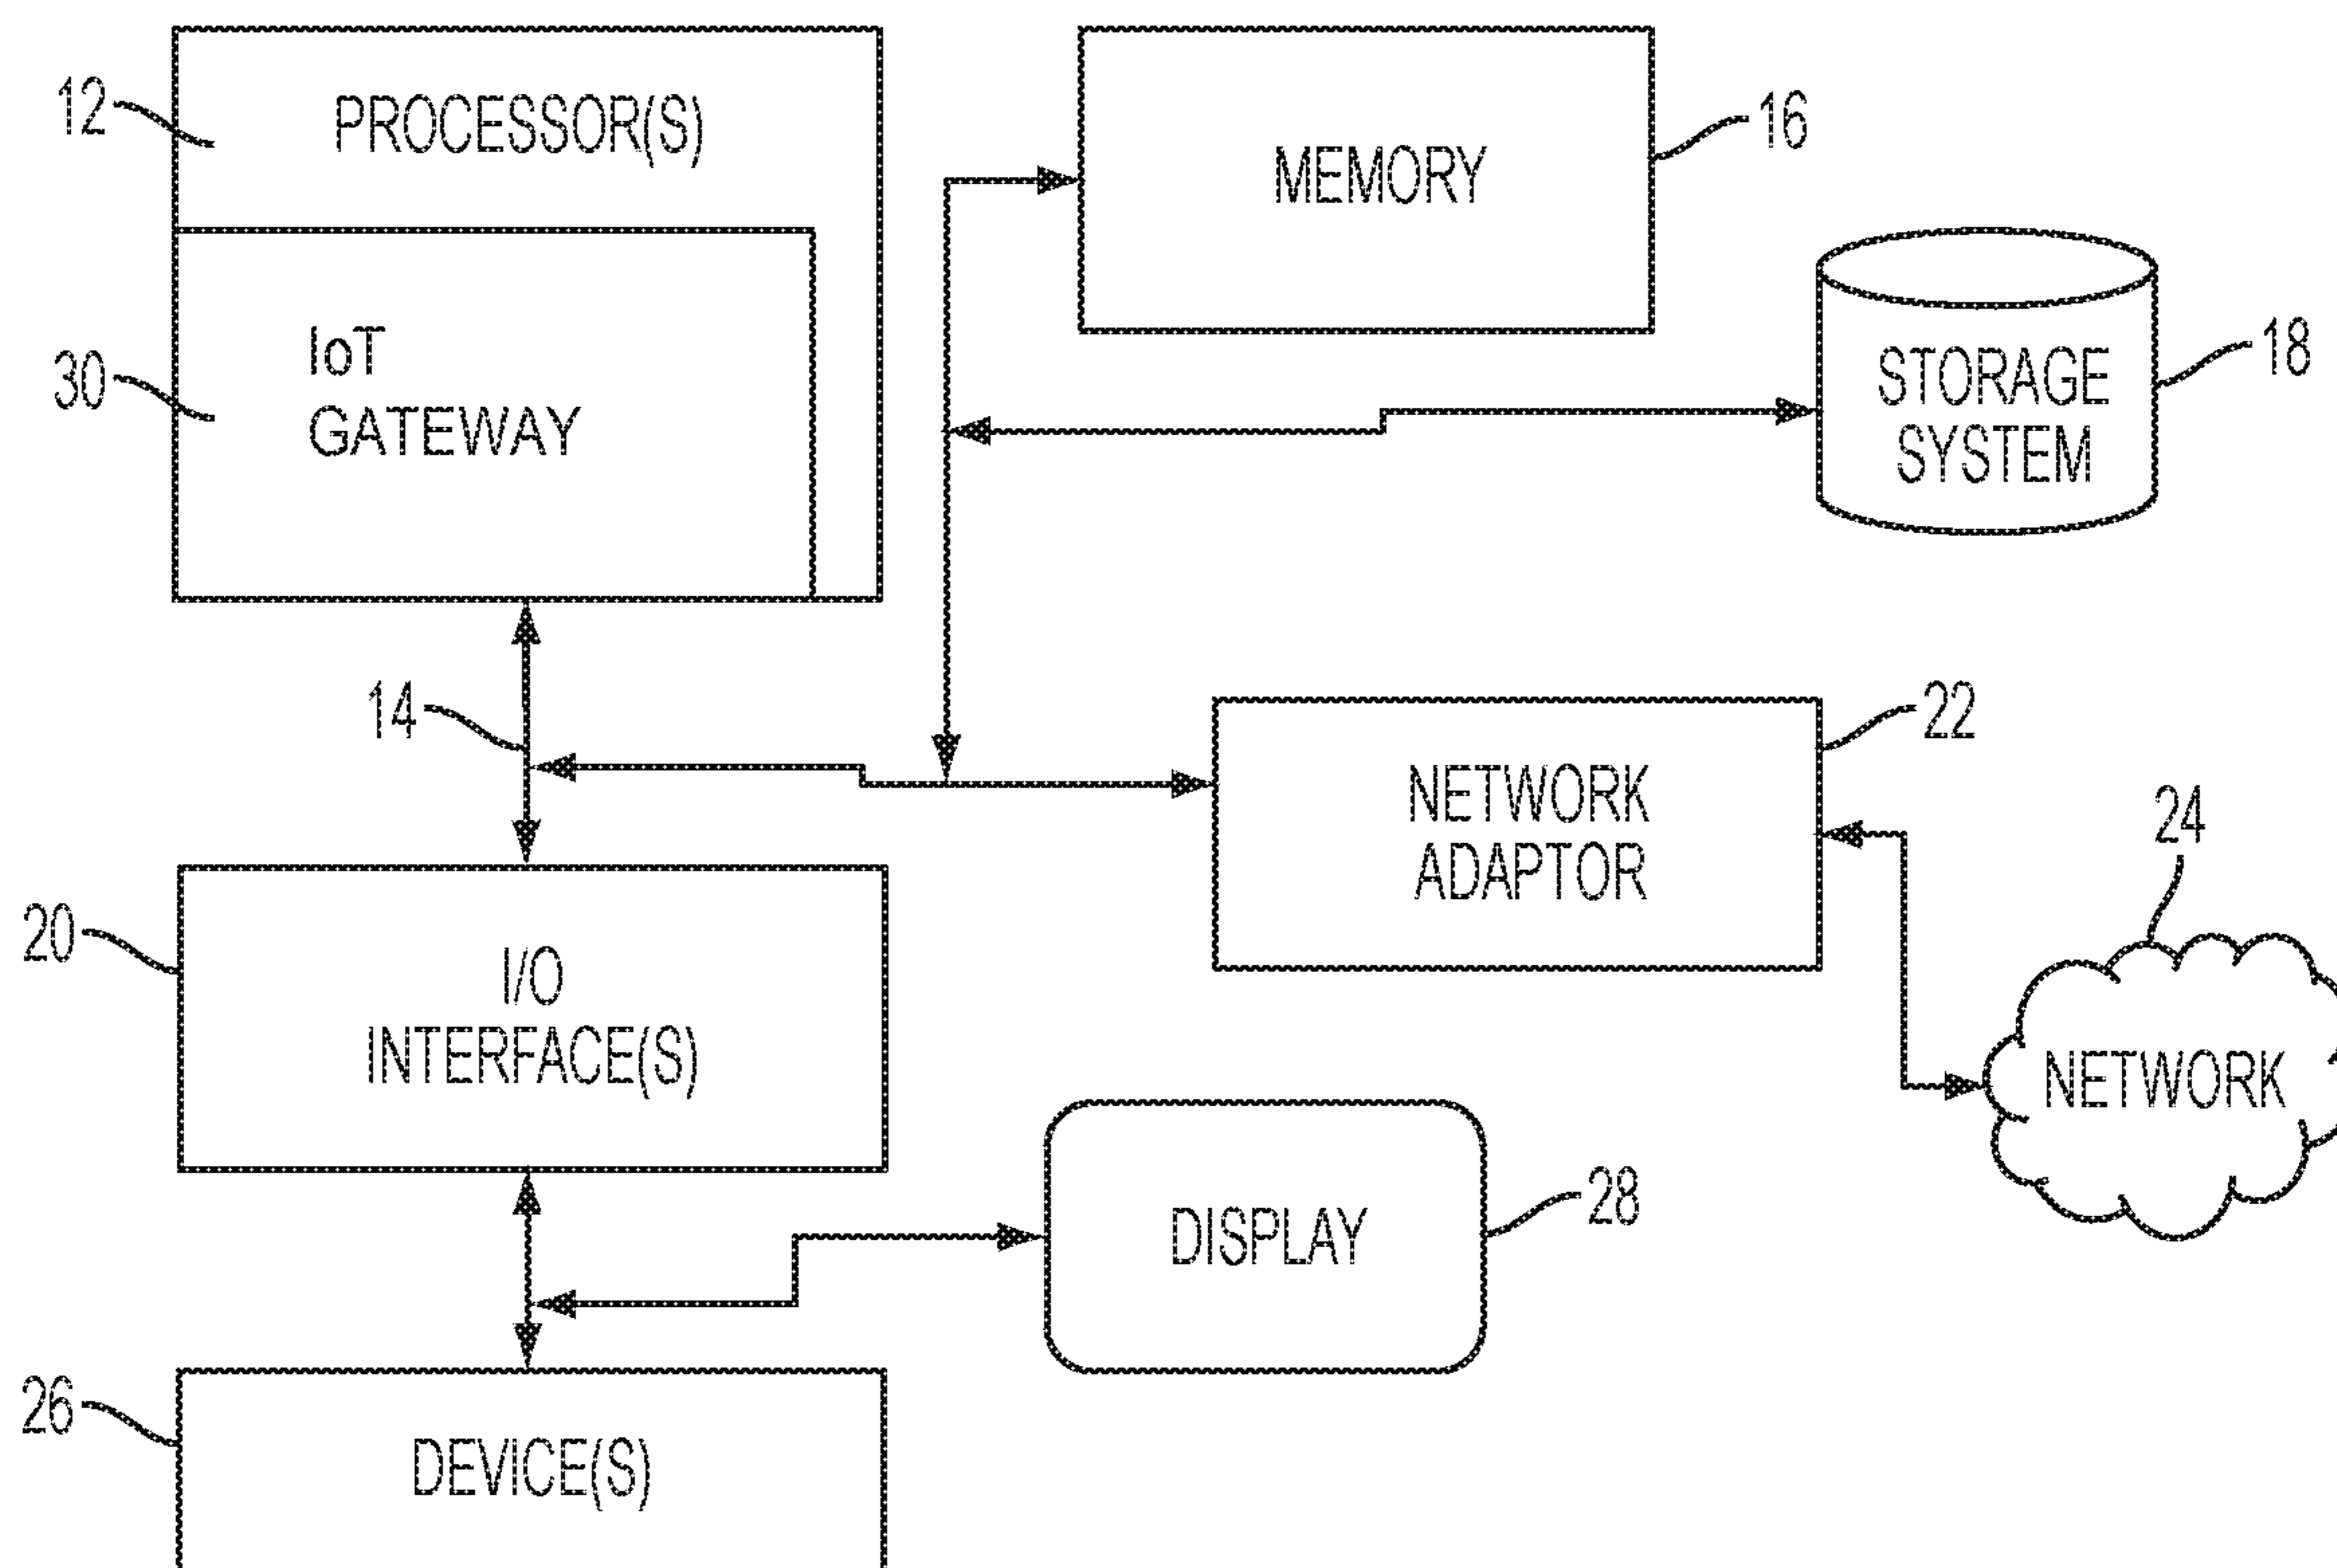 12
PROCESSOR(S)
MEMORY
16
30
IoT
GATEWAY
STORAGE
SYSTEM
18
14
22
NETWORK
ADAPTOR
24
20
I/O
INTERFACE(S)
NETWORK
DISPLAY
28
26
DEVICE(S)